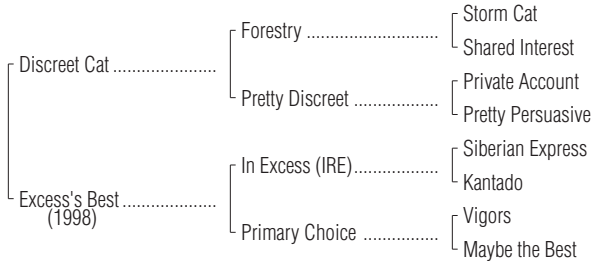 Storm Cat
Forestry ............................
Shared Interest
Discreet Cat ......................
Private Account
Pretty Discreet ..................
Pretty Persuasive
Siberian Express
In Excess (IRE)..................
Kantado
Excess's Best ....................
(1998)
Vigors
Primary Choice ................
Maybe the Best